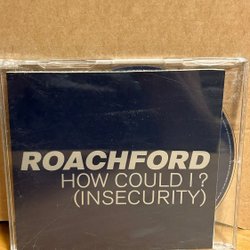 ROACHFORD
HOW COULD I?
(INSECURITY)